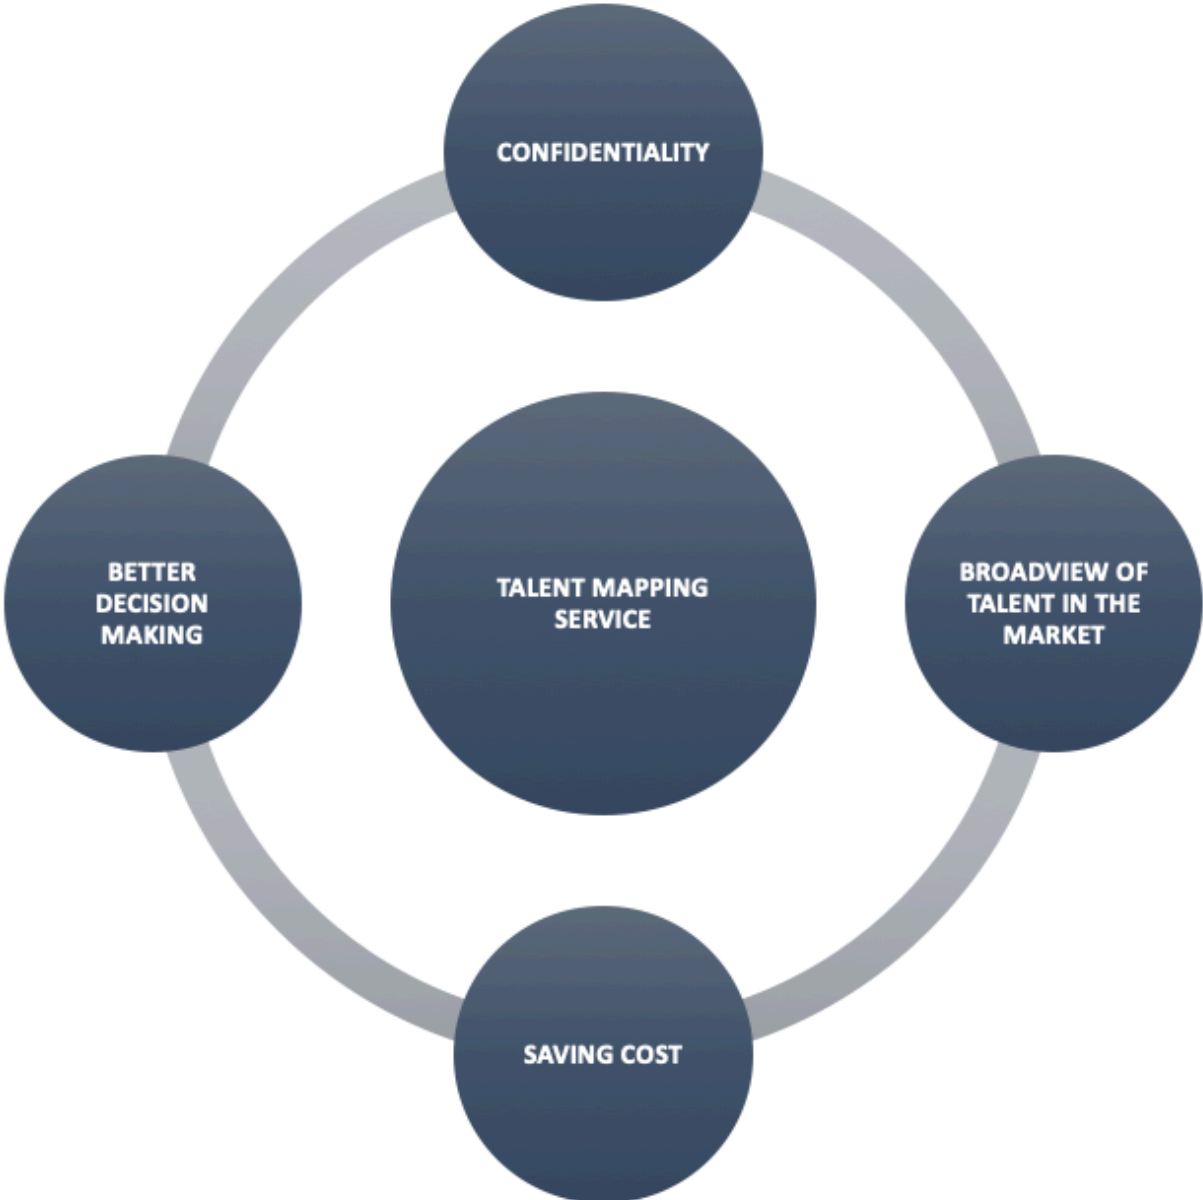 CONFIDENTIALITY
BETTER
DECISION
MAKING
TALENT MAPPING
SERVICE
BROADVIEW OF
TALENT IN THE
MARKET
SAVING COST